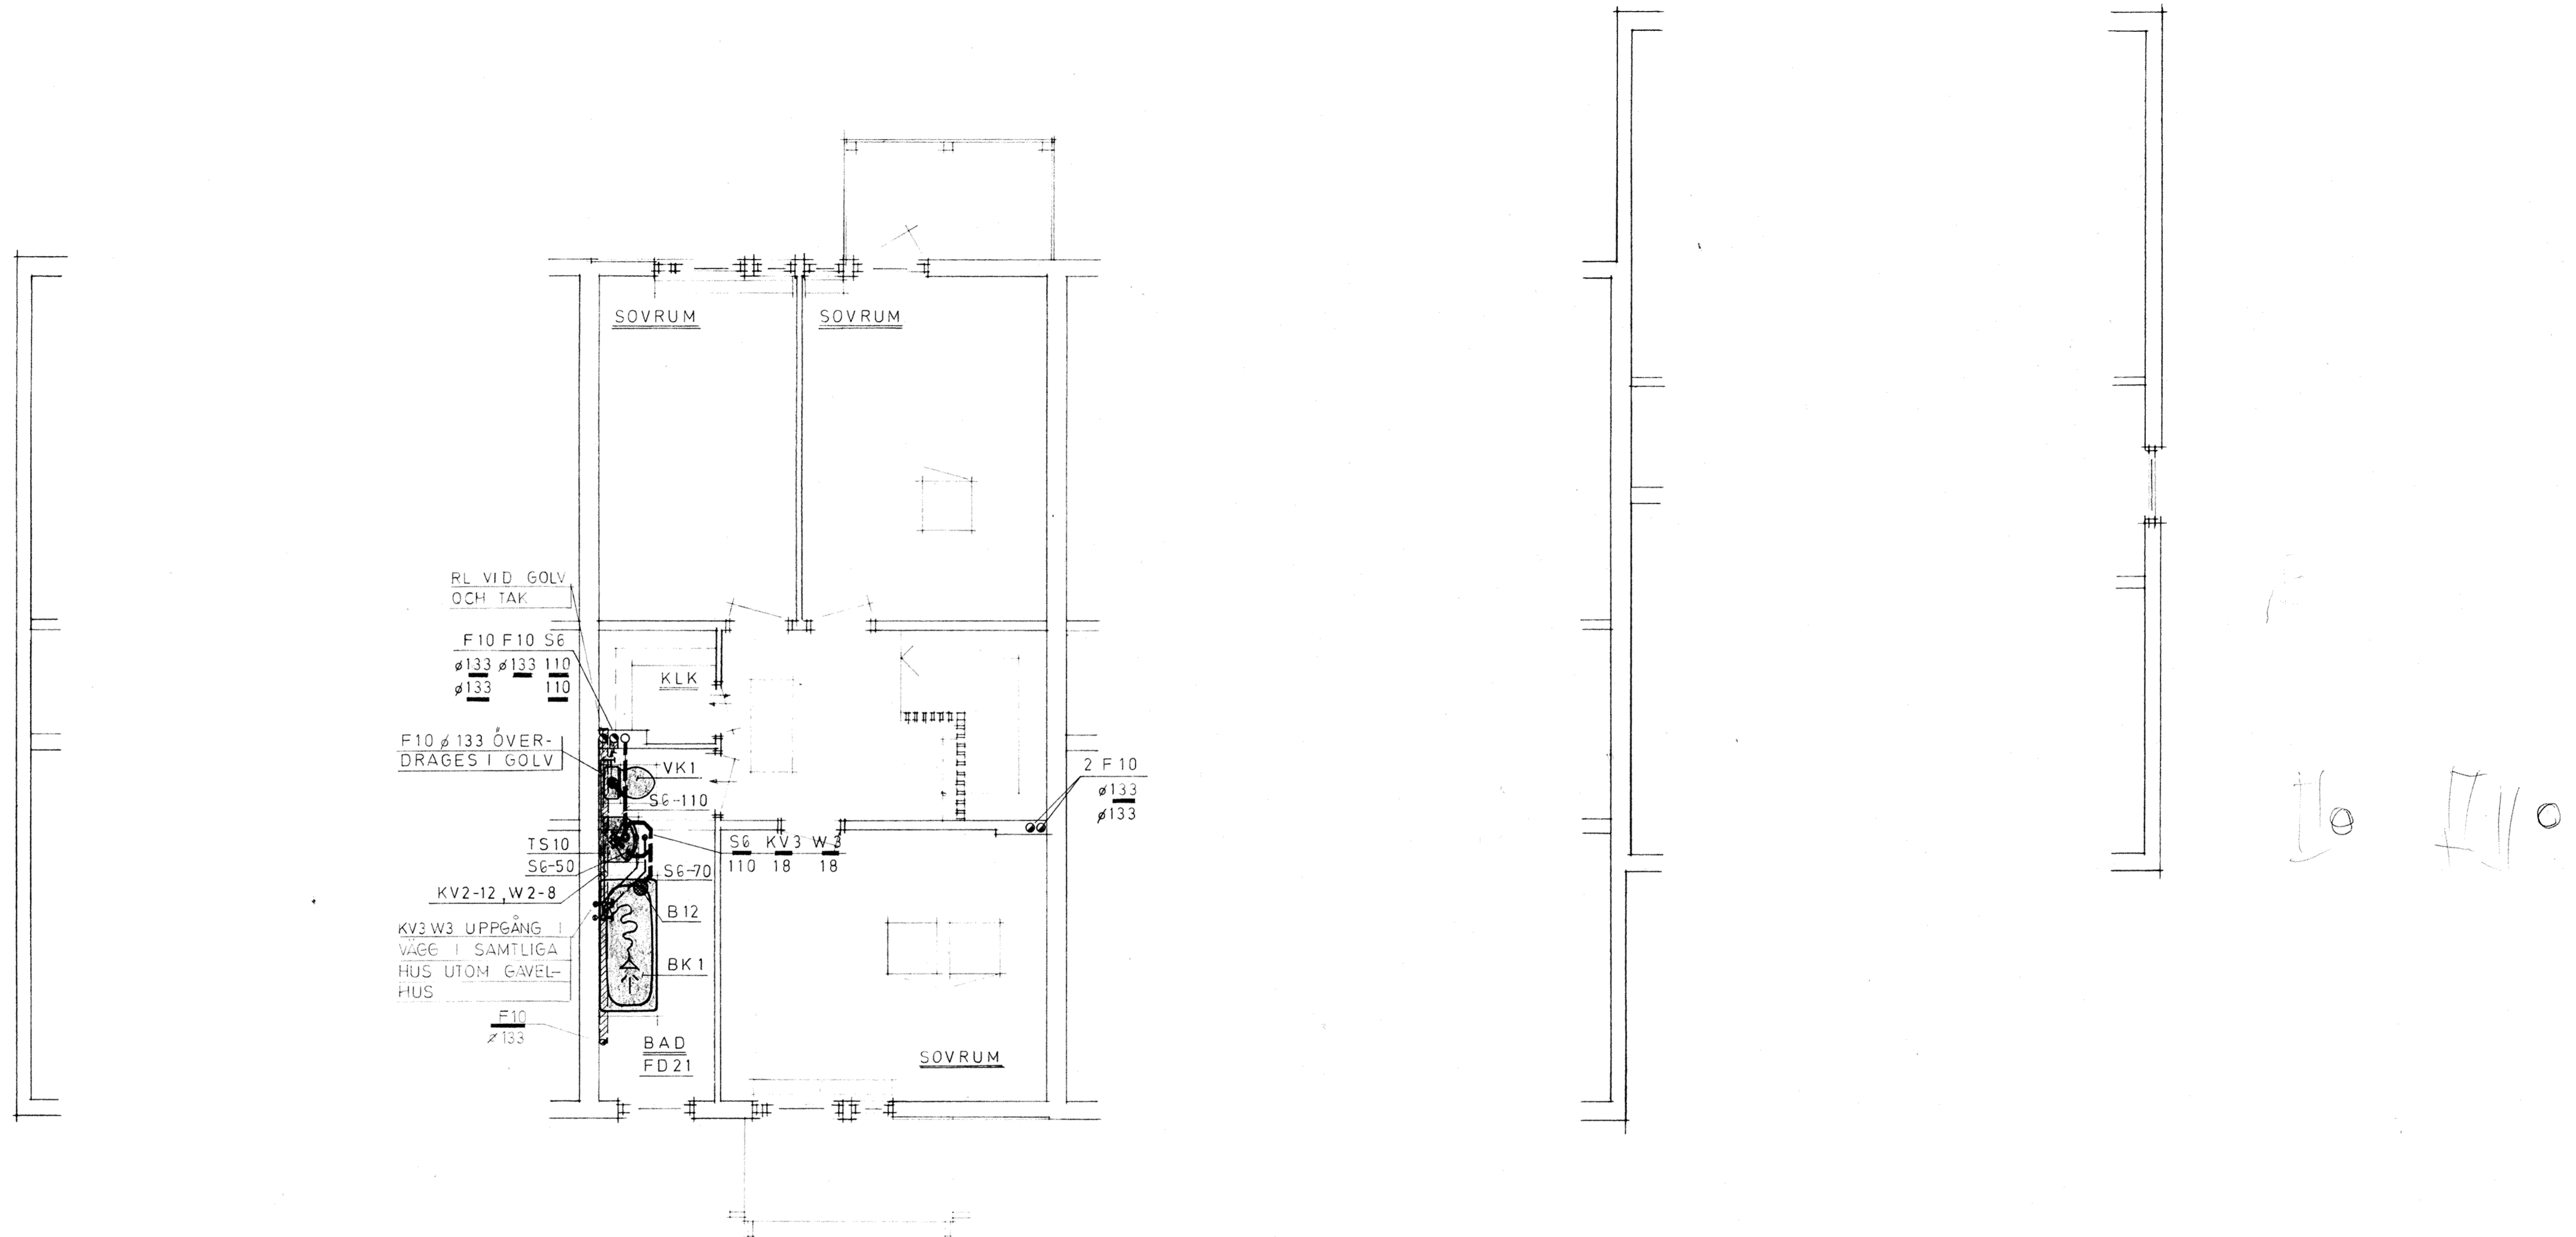 SOVRUM
SOVRUM
RL VID GOLV
OCH TAK
F10 F10 S6
ø133 ø133 110
ø133 110
KLK
F10 ø 133 ÖVER-
DRAGES I GOLV
VK1
S6-110
2 F10
ø133
ø133
TS10
S6-50
S6 KV3 W3
110 18 18
S6-70
KV2-12, W2-8
B12
KV3 W3 UPPGÅNG I
VÄGG I SAMTLIGA
HUS UTOM GAVEL-
HUS
BK1
F10
ø133
BAD
FD21
SOVRUM